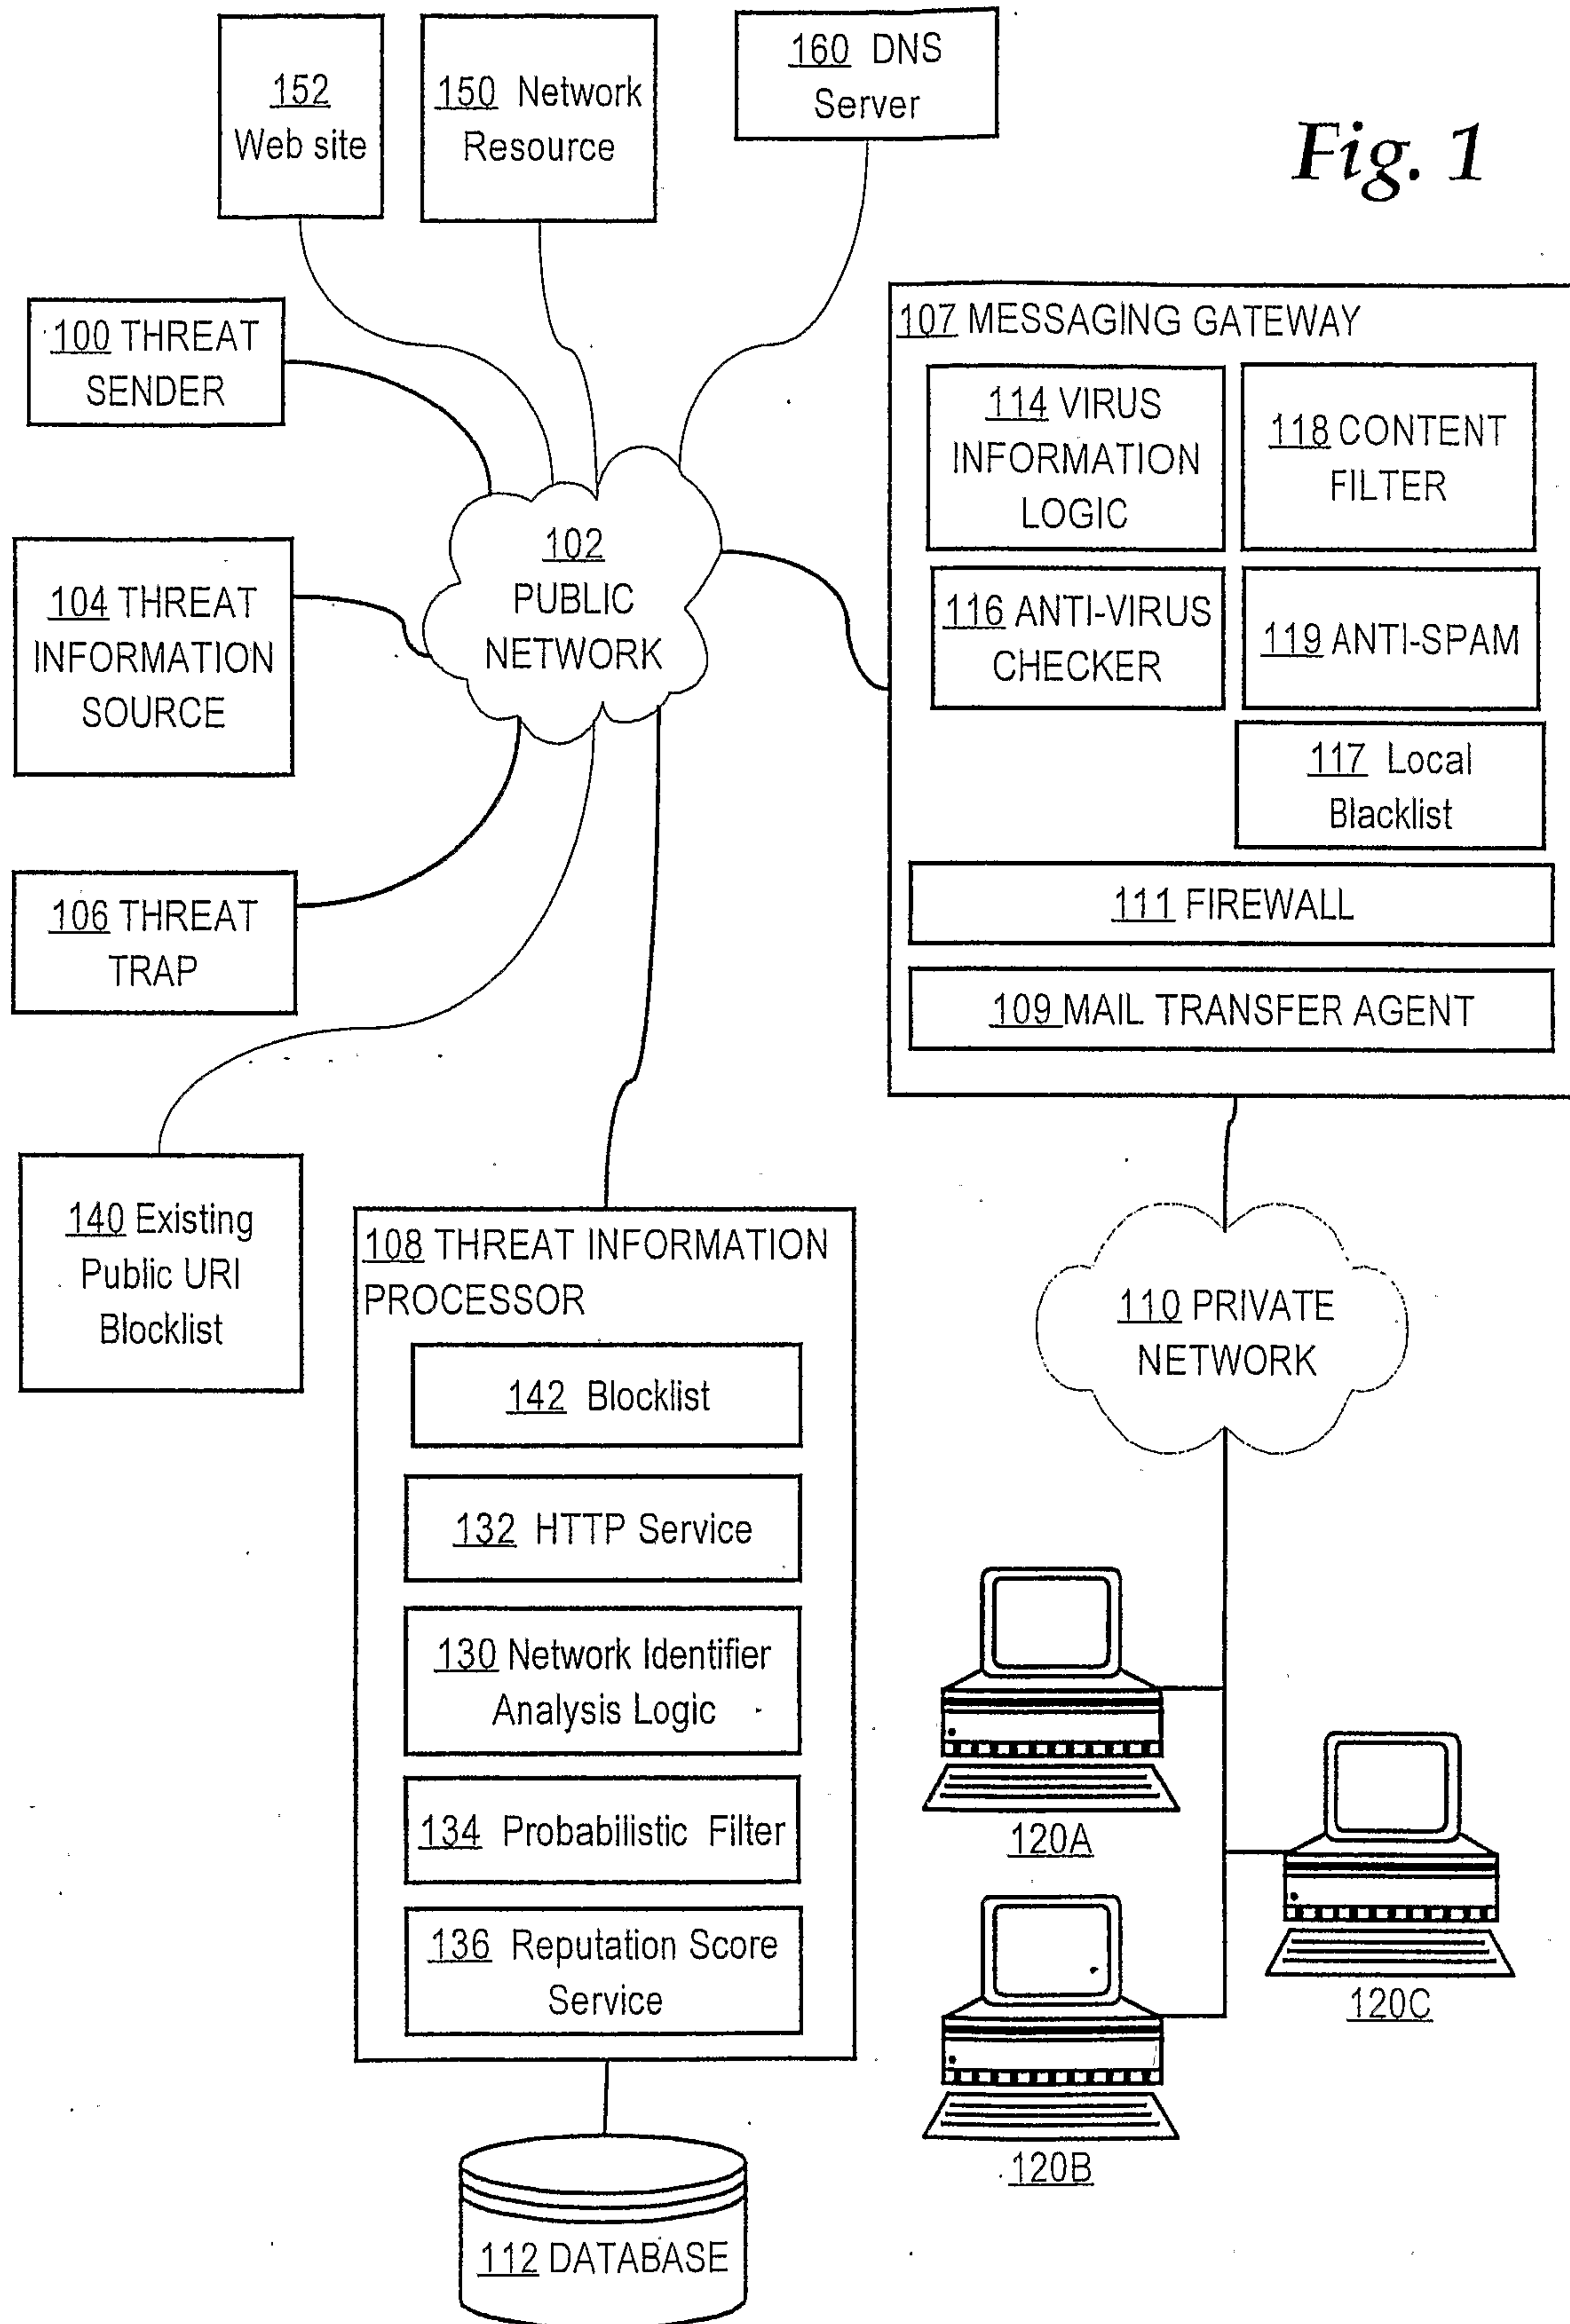 152
Web site
150 Network
Resource
160 DNS
Server
Fig. 1
100 THREAT
SENDER
104 THREAT
INFORMATION
SOURCE
106 THREAT
TRAP
102
PUBLIC
NETWORK
107 MESSAGING GATEWAY
114 VIRUS
INFORMATION
LOGIC
118 CONTENT
FILTER
116 ANTI-VIRUS
CHECKER
119 ANTI-SPAM
117 Local
Blacklist
111 FIREWALL
109 MAIL TRANSFER AGENT
140 Existing
Public URI
Blocklist
108 THREAT INFORMATION
PROCESSOR
142 Blocklist
132 HTTP Service
130 Network Identifier
Analysis Logic
134 Probabilistic Filter
136 Reputation Score
Service
112 DATABASE
110 PRIVATE
NETWORK
120A
120C
120B